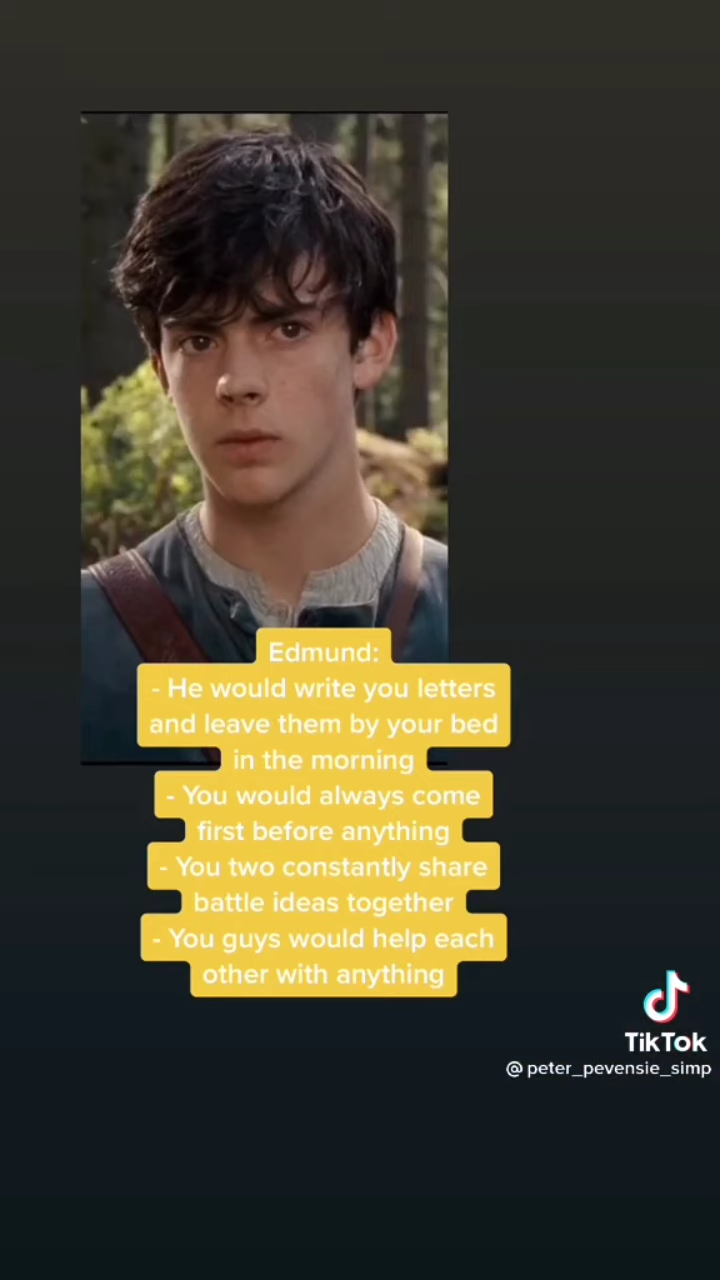 Edmund:
- He would write you letters
and leave them by your bed
in the morning
- You would always come
first before anything
- You two constantly share
battle ideas together
- You guys would help each
other with anything
TikTok
@peter_pevensie_simp